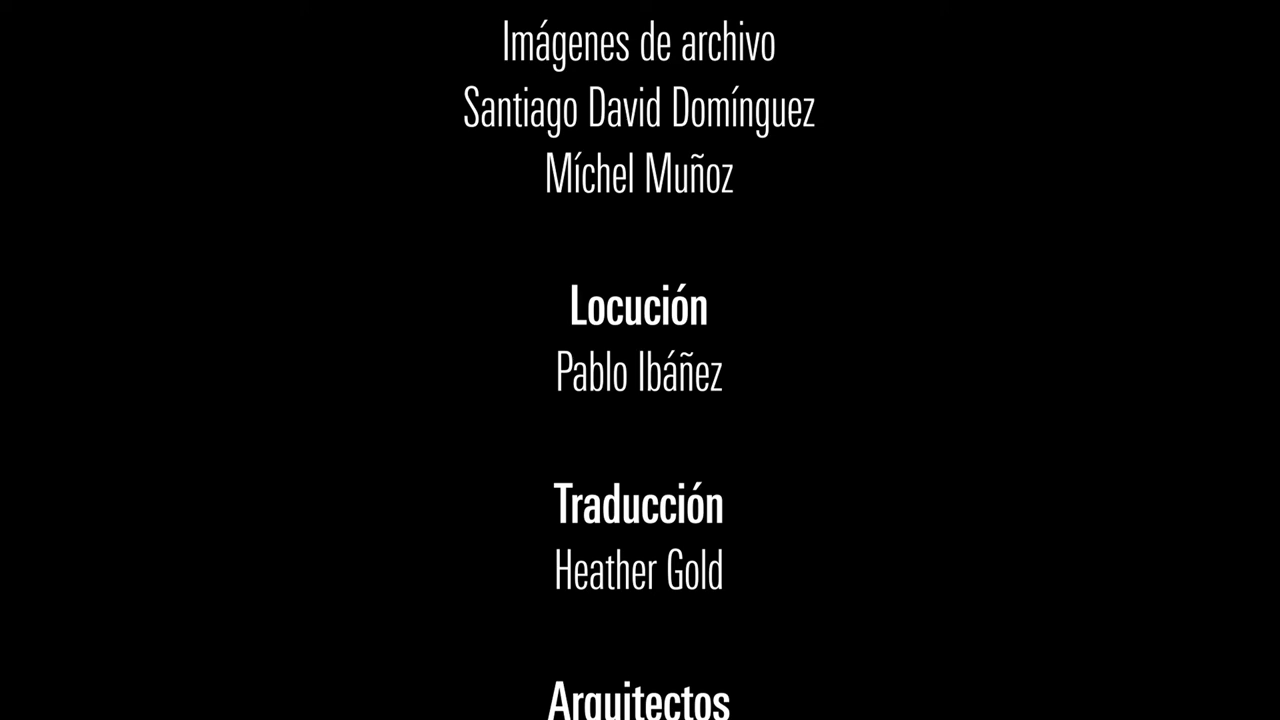 Imágenes de archivo
Santiago David Domínguez
Míchel Muñoz
Locución
Pablo Ibáñez
Traducción
Heather Gold
Arquitectos